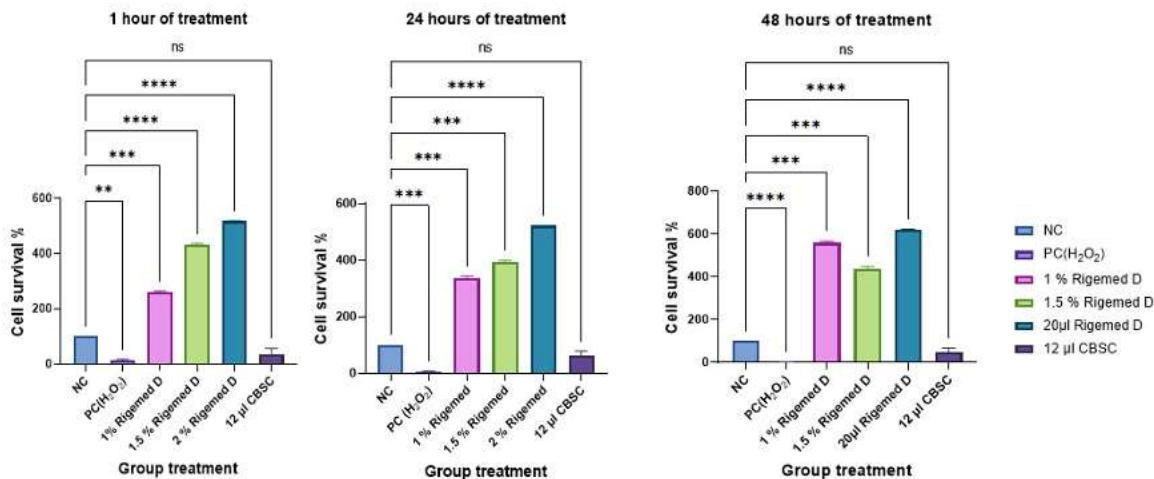 1 hour of treatment
ns
****
****
***
**
600
400
200
0
Cell survival %
NC
PC(H₂O₂)
1% Rigemed D
1.5 % Rigemed D
2 % Rigemed D
12 µl CBSC
Group treatment
24 hours of treatment
ns
****
***
***
***
600
400
200
0
Cell survival %
NC
PC (H₂O₂)
1 % Rigemed
1.5 % Rigemed D
2 % Rigemed D
12 µl CBSC
Group treatment
48 hours of treatment
ns
****
***
***
****
800
600
400
200
0
Cell survival %
NC
PC(H₂O₂)
1 % Rigemed D
1.5 % Rigemed D
20µl Rigemed D
12 µl CBSC
Group treatment
NC
PC(H₂O₂)
1 % Rigemed D
1.5 % Rigemed D
20µl Rigemed D
12 µl CBSC